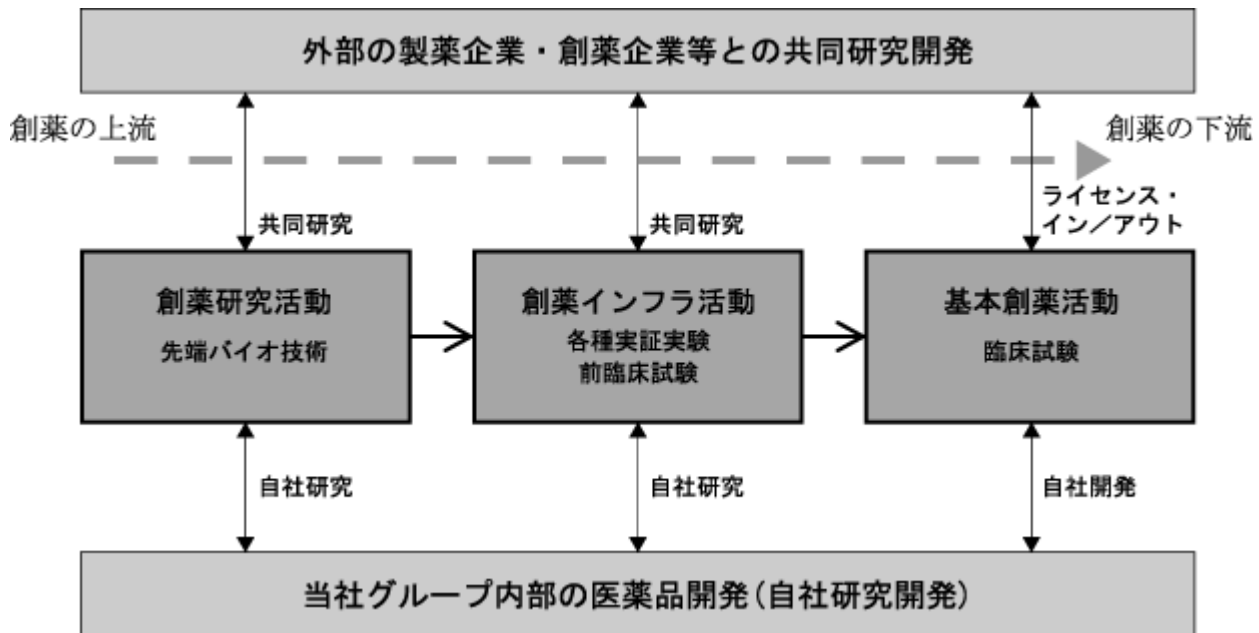 外部の製薬企業・創薬企業等との共同研究開発
創薬の上流
創薬の下流
共同研究
共同研究
ライセンス・
イン／アウト
創薬研究活動
先端バイオ技術
創薬インフラ活動
各種実証実験
前臨床試験
基本創薬活動
臨床試験
自社研究
自社研究
自社開発
当社グループ内部の医薬品開発(自社研究開発)